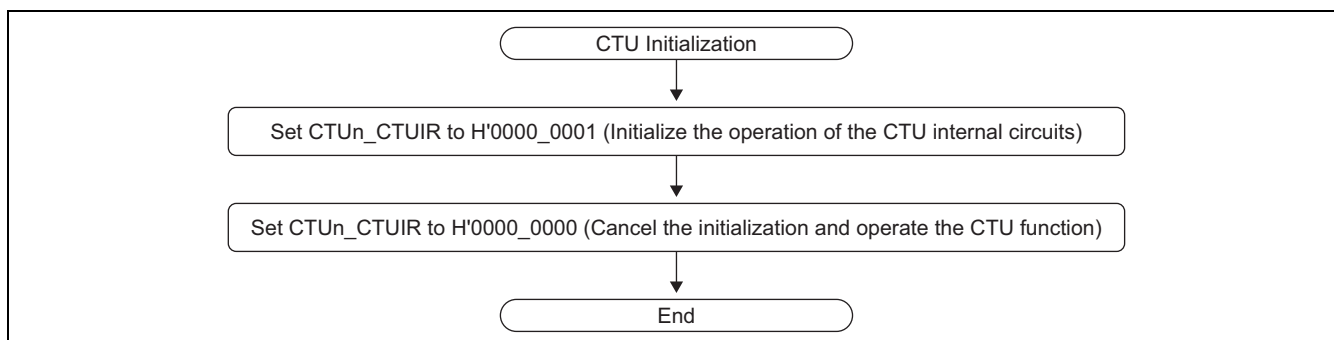 CTU Initialization
Set CTUn_CTUIR to H'0000_0001 (Initialize the operation of the CTU internal circuits)
Set CTUn_CTUIR to H'0000_0000 (Cancel the initialization and operate the CTU function)
End